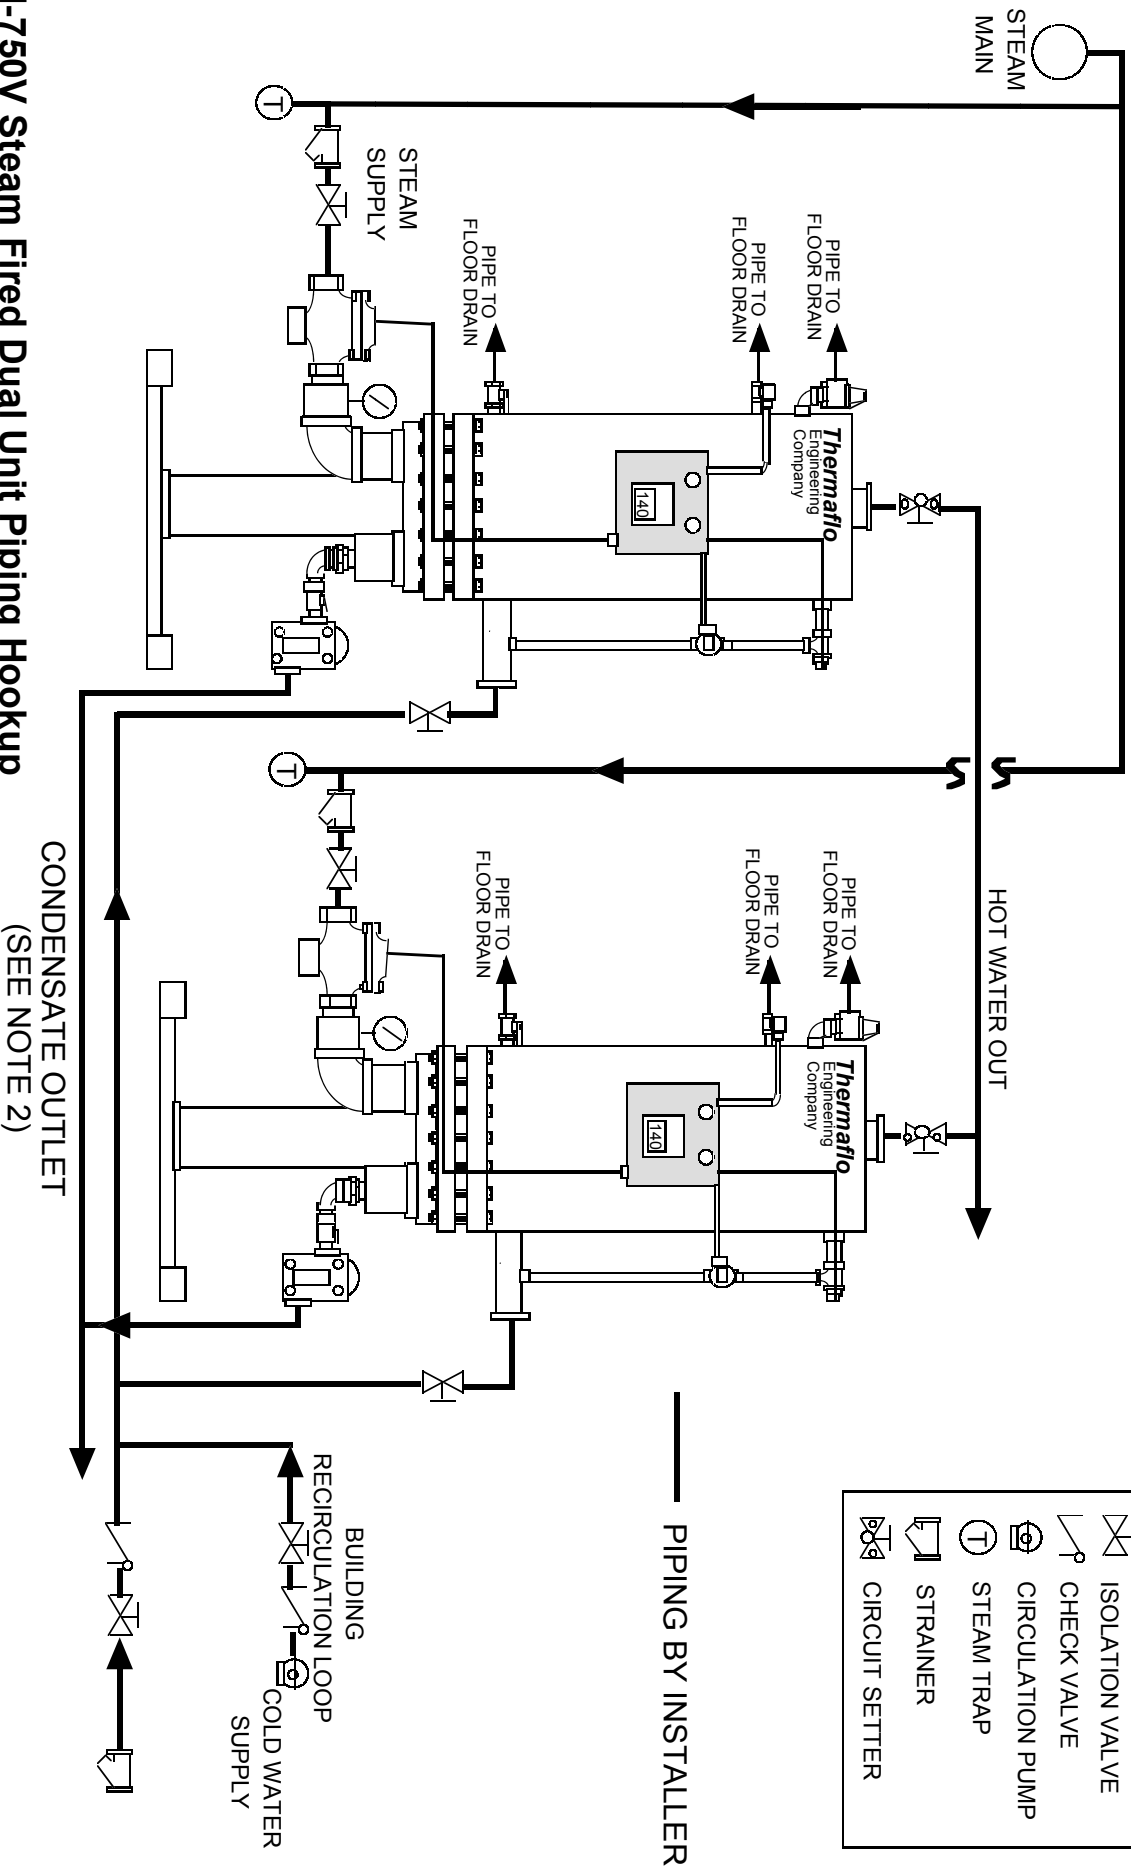 STEAM
MAIN
STEAM
SUPPLY
PIPE TO
FLOOR DRAIN
PIPE TO
FLOOR DRAIN
PIPE TO
FLOOR DRAIN
Thermaflo
Engineering
Company
140
T
HOT WATER OUT
PIPE TO
FLOOR DRAIN
PIPE TO
FLOOR DRAIN
PIPE TO
FLOOR DRAIN
Thermaflo
Engineering
Company
140
T
ISOLATION VALVE
CHECK VALVE
CIRCULATION PUMP
T STEAM TRAP
STRAINER
CIRCUIT SETTER
PIPING BY INSTALLER
BUILDING
RECIRCULATION LOOP
COLD WATER
SUPPLY
CONDENSATE OUTLET
(SEE NOTE 2)
-750V Steam Fired Dual Unit Piping Hookup